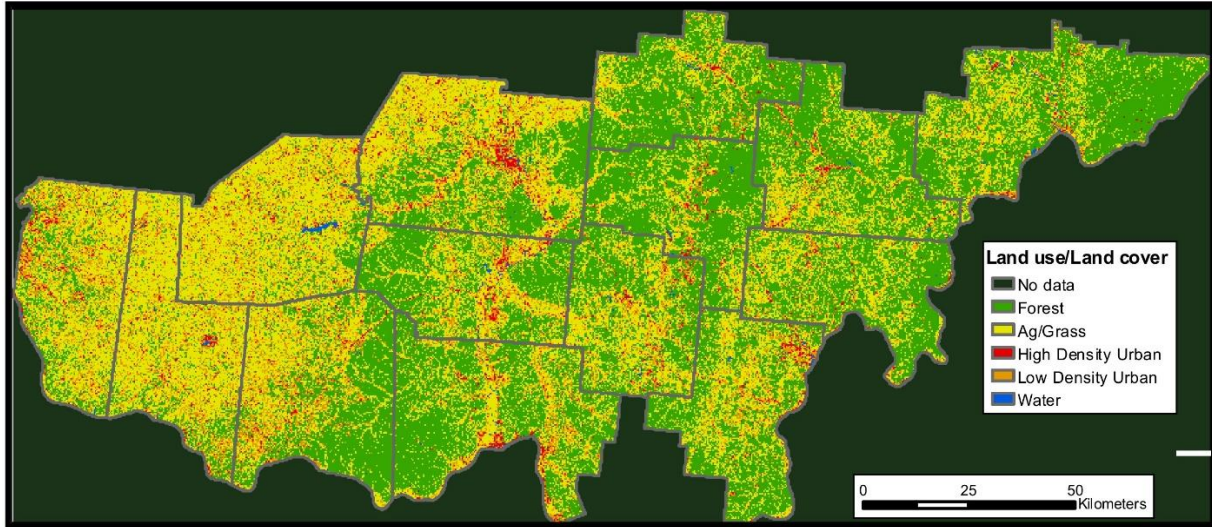 Land use/Land cover
No data
Forest
Ag/Grass
High Density Urban
Low Density Urban
Water
0 25 50
Kilometers